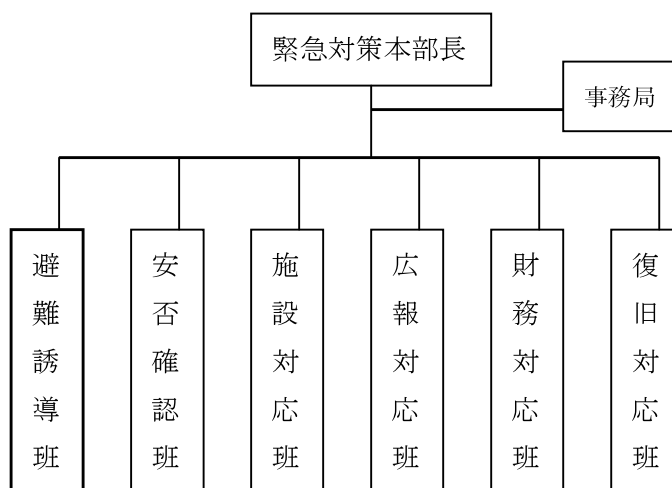 緊急対策本部長
事務局
避難誘導班
安否確認班
施設対応班
広報対応班
財務対応班
復旧対応班